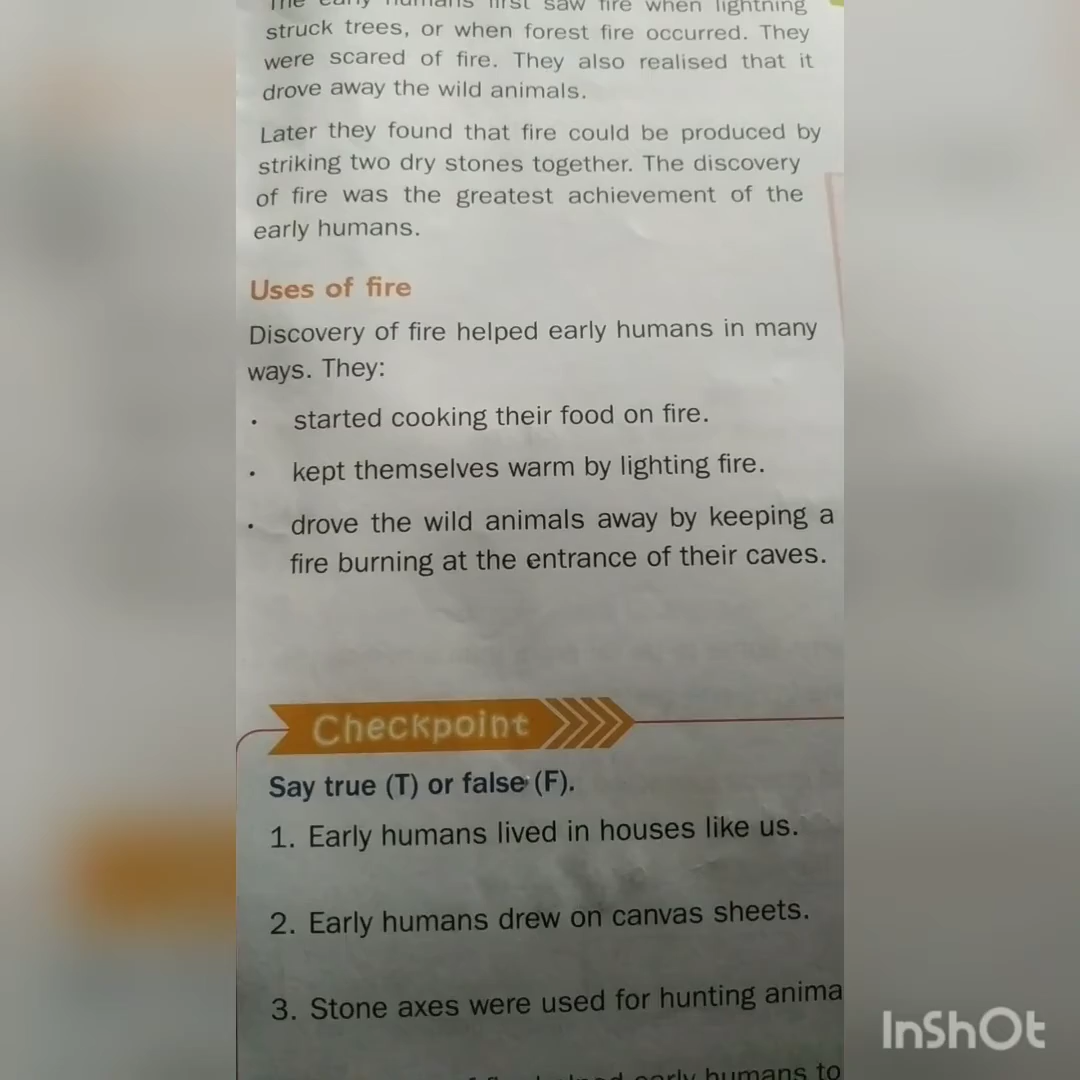 The early humans first saw fire when lightning
struck trees, or when forest fire occurred. They
were scared of fire. They also realised that it
drove away the wild animals.
Later they found that fire could be produced by
striking two dry stones together. The discovery
of fire was the greatest achievement of the
early humans.
Uses of fire
Discovery of fire helped early humans in many
ways. They:
· started cooking their food on fire.
· kept themselves warm by lighting fire.
· drove the wild animals away by keeping a
fire burning at the entrance of their caves.
Checkpoint
Say true (T) or false (F).
1. Early humans lived in houses like us.
2. Early humans drew on canvas sheets.
3. Stone axes were used for hunting anima
early humans to
InShOt